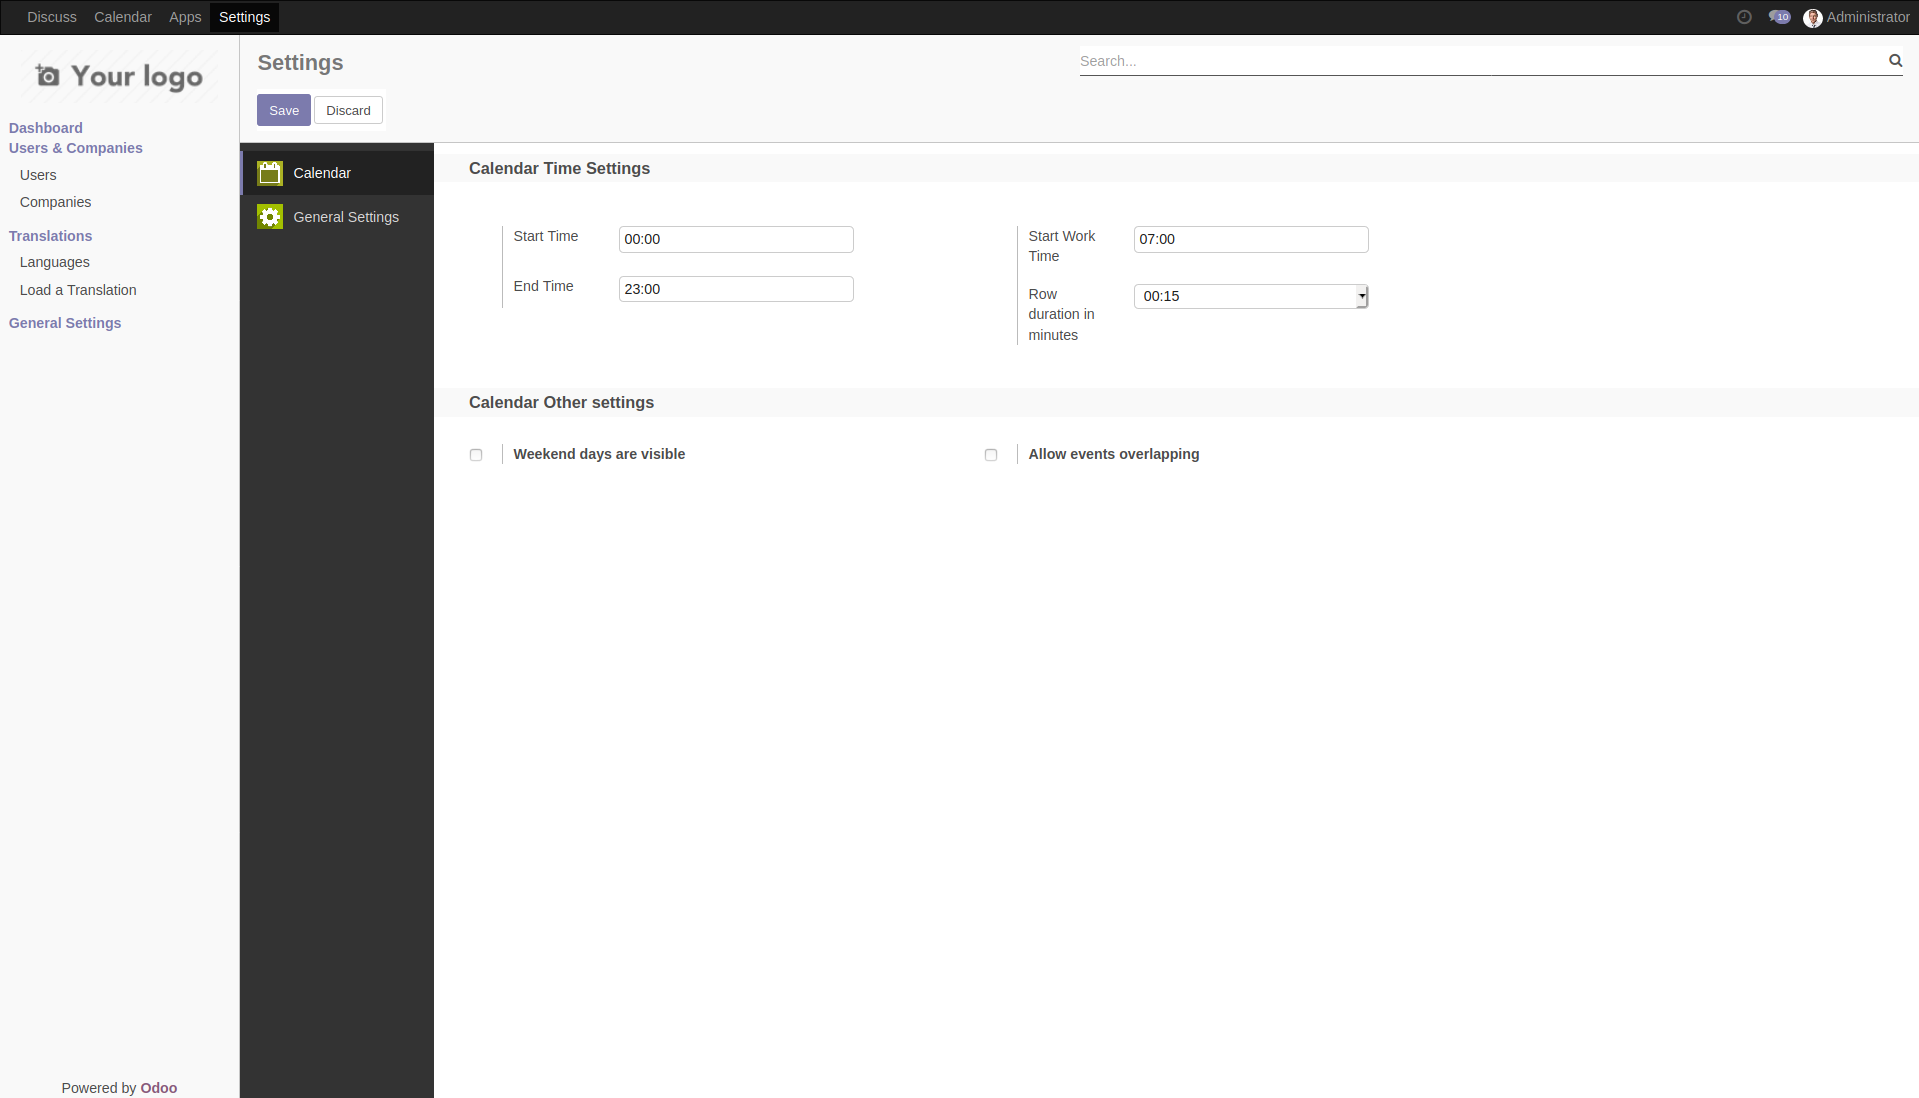 Discuss Calendar Apps Settings 10 Administrator
Your logo
Dashboard
Users & Companies
Users
Companies
Translations
Languages
Load a Translation
General Settings
Powered by Odoo
Settings
Search...
Save Discard
Calendar
General Settings
Calendar Time Settings
Start Time 00:00
End Time 23:00
Start Work
Time
07:00
Row
duration in
minutes
00:15
Calendar Other settings
Weekend days are visible
Allow events overlapping